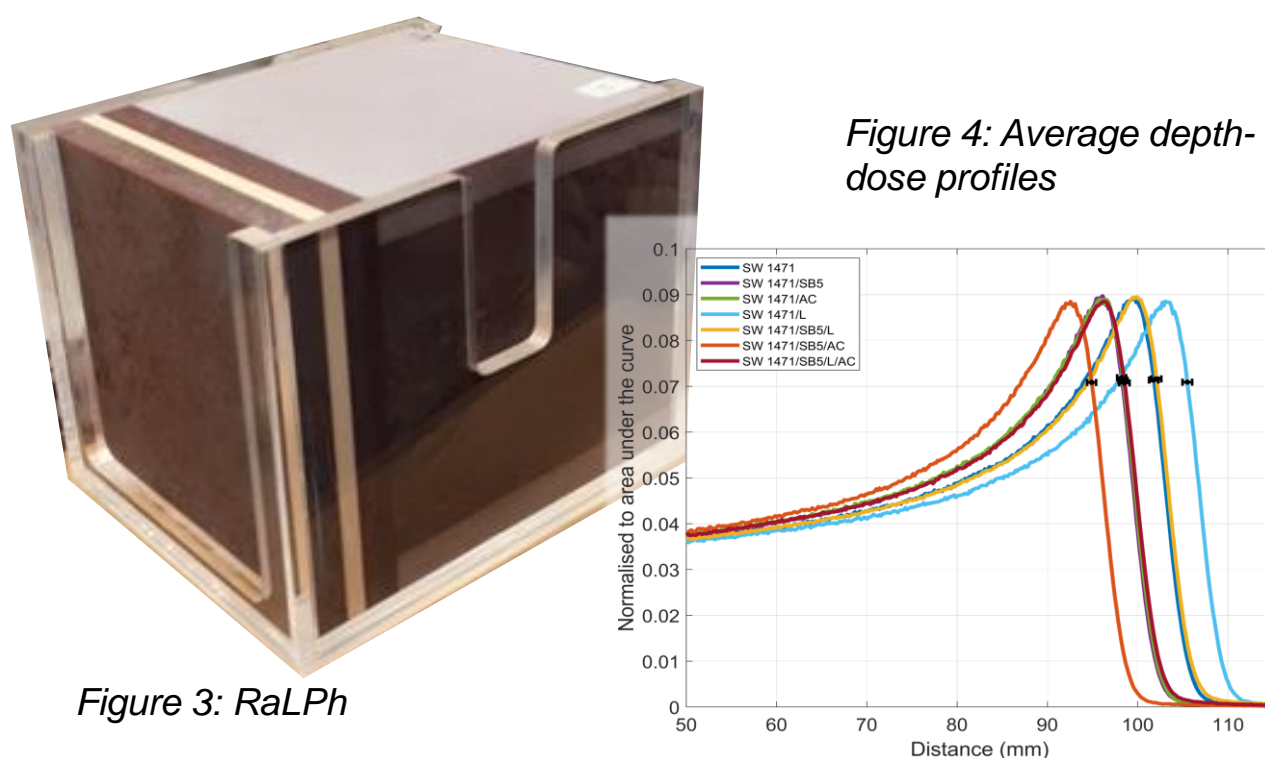 Figure 4: Average depth-
dose profiles
Figure 3: RaLPh
SW 1471
SW 1471/SB5
SW 1471/AC
SW 1471/L
SW 1471/SB5/L
SW 1471/SB5/AC
SW 1471/SB5/L/AC
Normalised to area under the curve
0.1
0.09
0.08
0.07
0.06
0.05
0.04
0.03
0.02
0.01
0
50
60
70
80
90
100
110
Distance (mm)